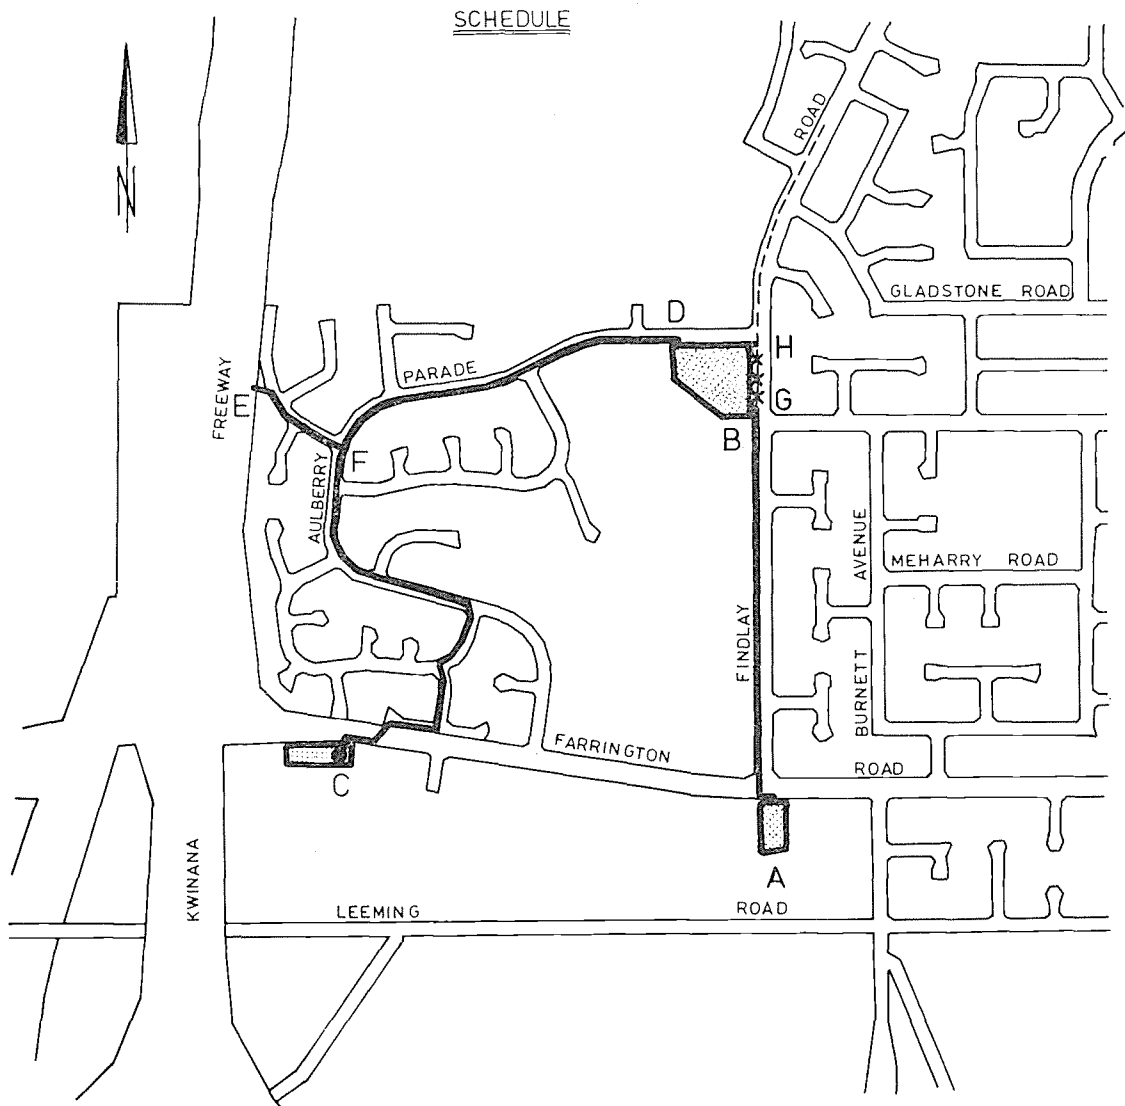 SCHEDULE
N
ROAD
GLADSTONE ROAD
D
H
PARADE
FREEWAY
E
G
B
F
AULBERRY
AVENUE
MEHARRY ROAD
FINDLAY
BURNETT
FARRINGTON
ROAD
C
A
KWINANA
LEEMING
ROAD